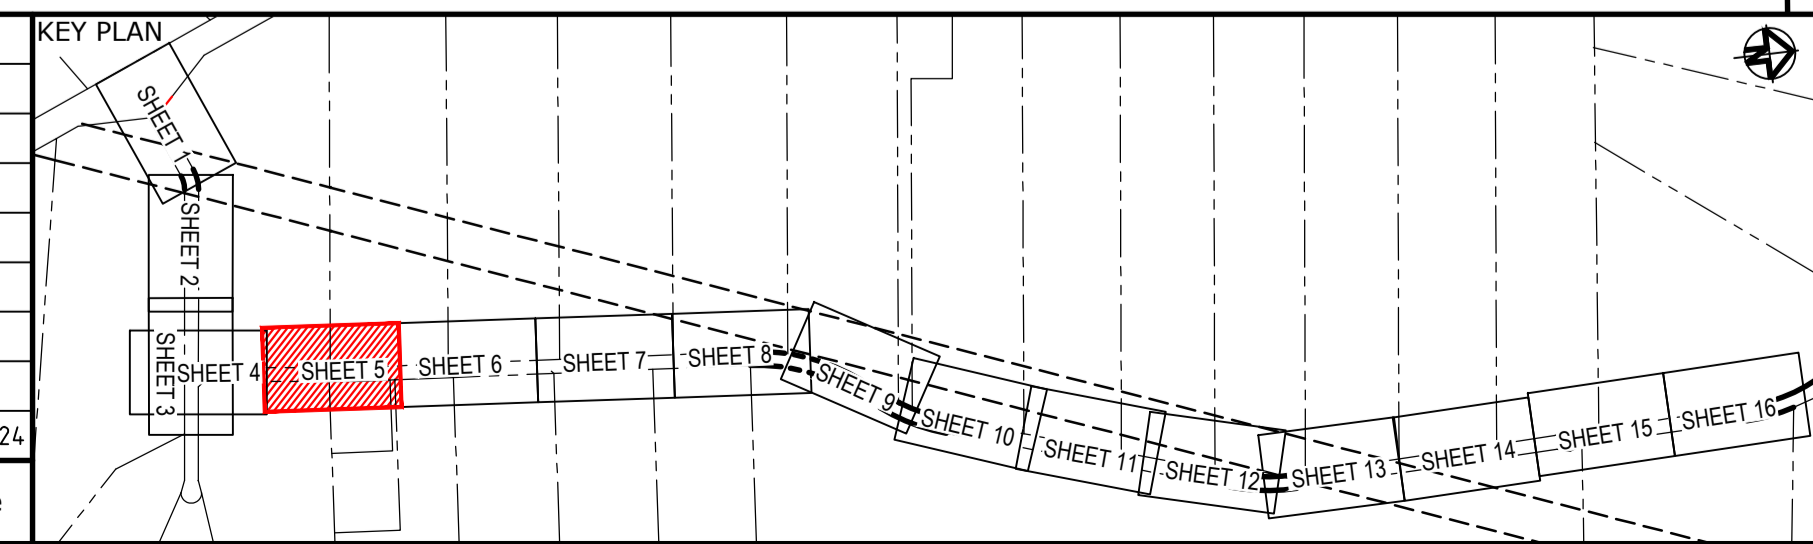 KEY PLAN
N
SHEET 1
SHEET 2
SHEET 3
SHEET 4
SHEET 5
SHEET 6
SHEET 7
SHEET 8
SHEET 9
SHEET 10
SHEET 11
SHEET 12
SHEET 13
SHEET 14
SHEET 15
SHEET 16
24